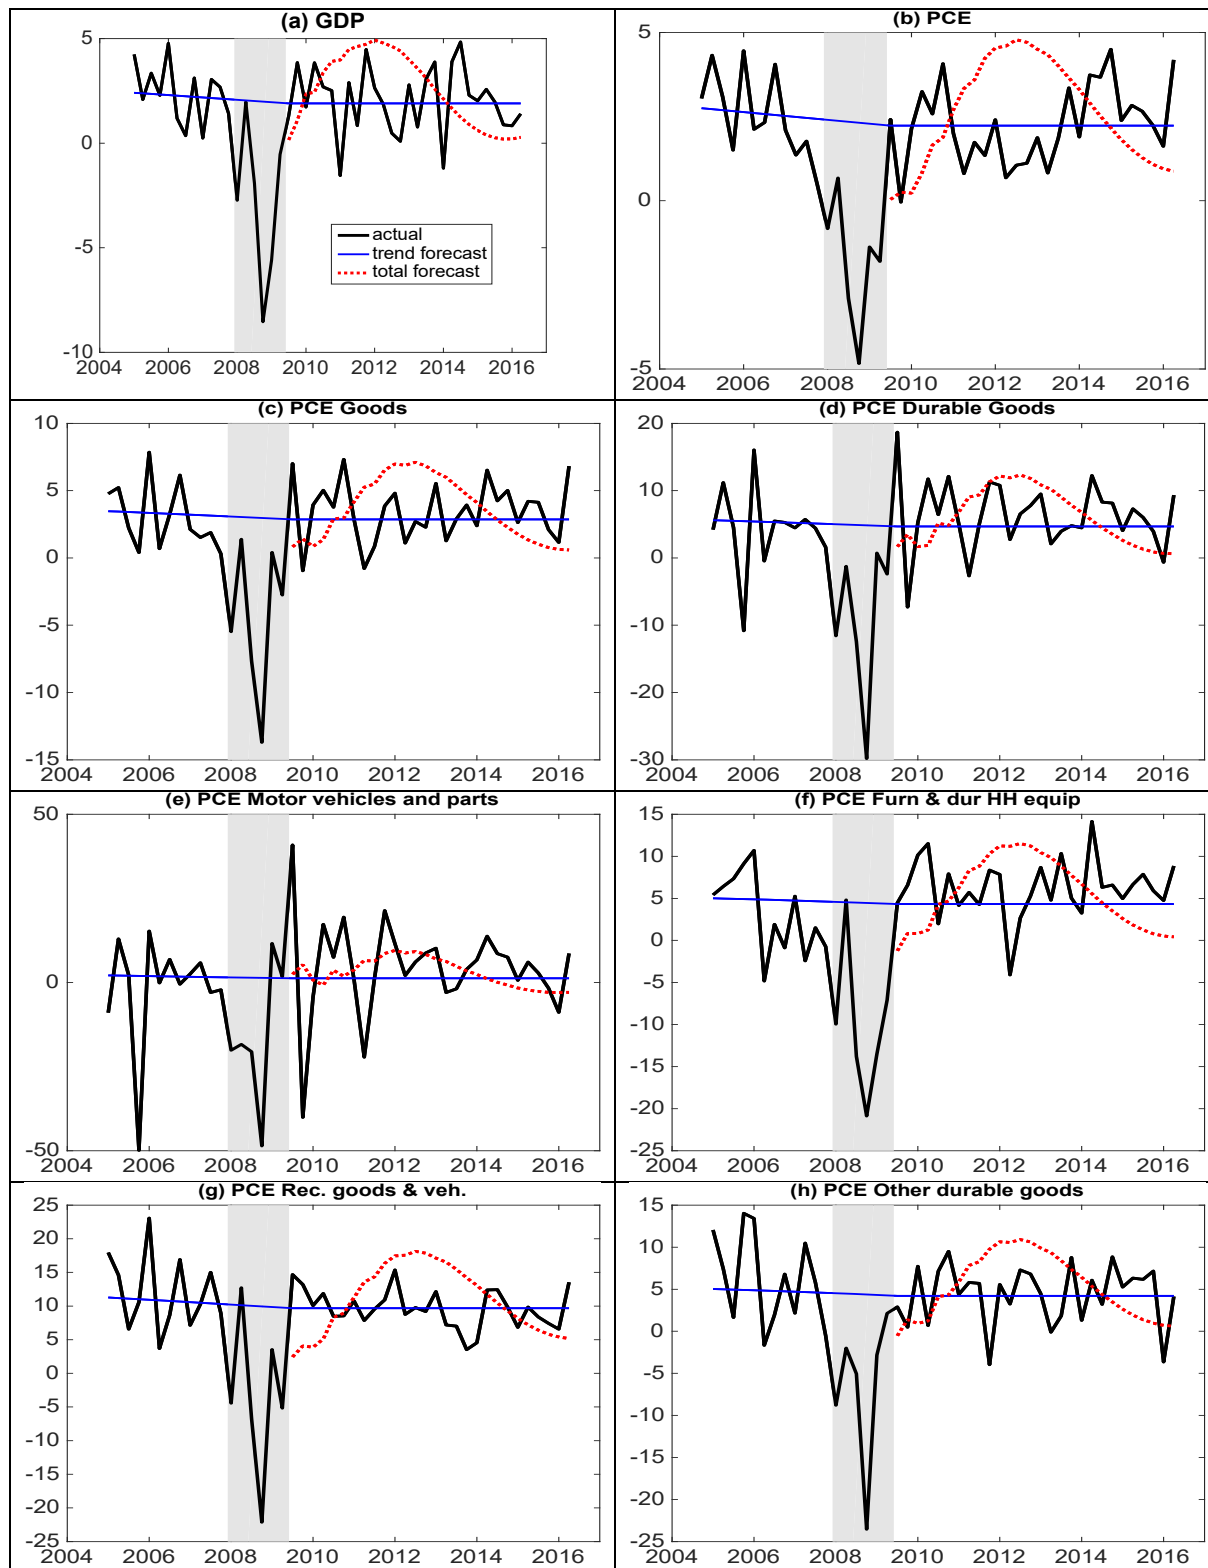 (a) GDP
5
0
-5
-10
2004 2006 2008 2010 2012 2014 2016
actual
trend forecast
total forecast
(b) PCE
5
0
-5
2004 2006 2008 2010 2012 2014 2016
(c) PCE Goods
10
5
0
-5
-10
-15
2004 2006 2008 2010 2012 2014 2016
(d) PCE Durable Goods
20
10
0
-10
-20
-30
2004 2006 2008 2010 2012 2014 2016
(e) PCE Motor vehicles and parts
50
0
-50
2004 2006 2008 2010 2012 2014 2016
(f) PCE Furn & dur HH equip
15
10
5
0
-5
-10
-15
-20
-25
2004 2006 2008 2010 2012 2014 2016
(g) PCE Rec. goods & veh.
25
20
15
10
5
0
-5
-10
-15
-20
-25
2004 2006 2008 2010 2012 2014 2016
(h) PCE Other durable goods
15
10
5
0
-5
-10
-15
-20
-25
2004 2006 2008 2010 2012 2014 2016